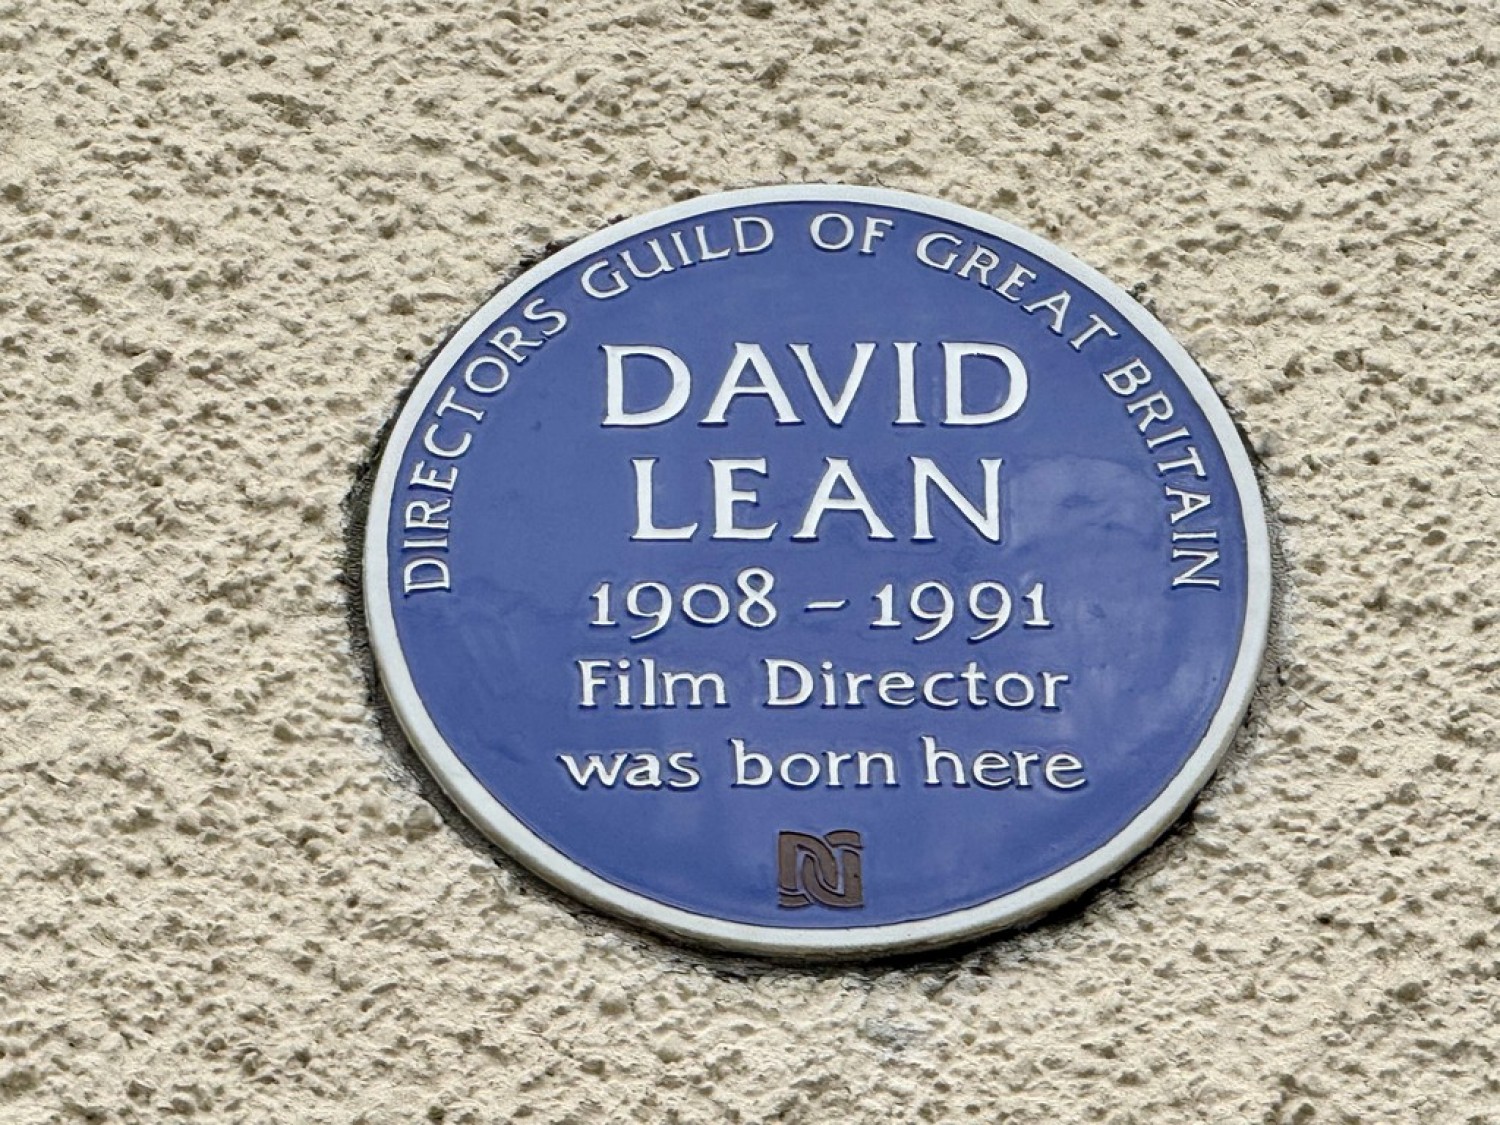 DIRECTORS GUILD OF GREAT BRITAIN
DAVID
LEAN
1908 – 1991
Film Director
was born here